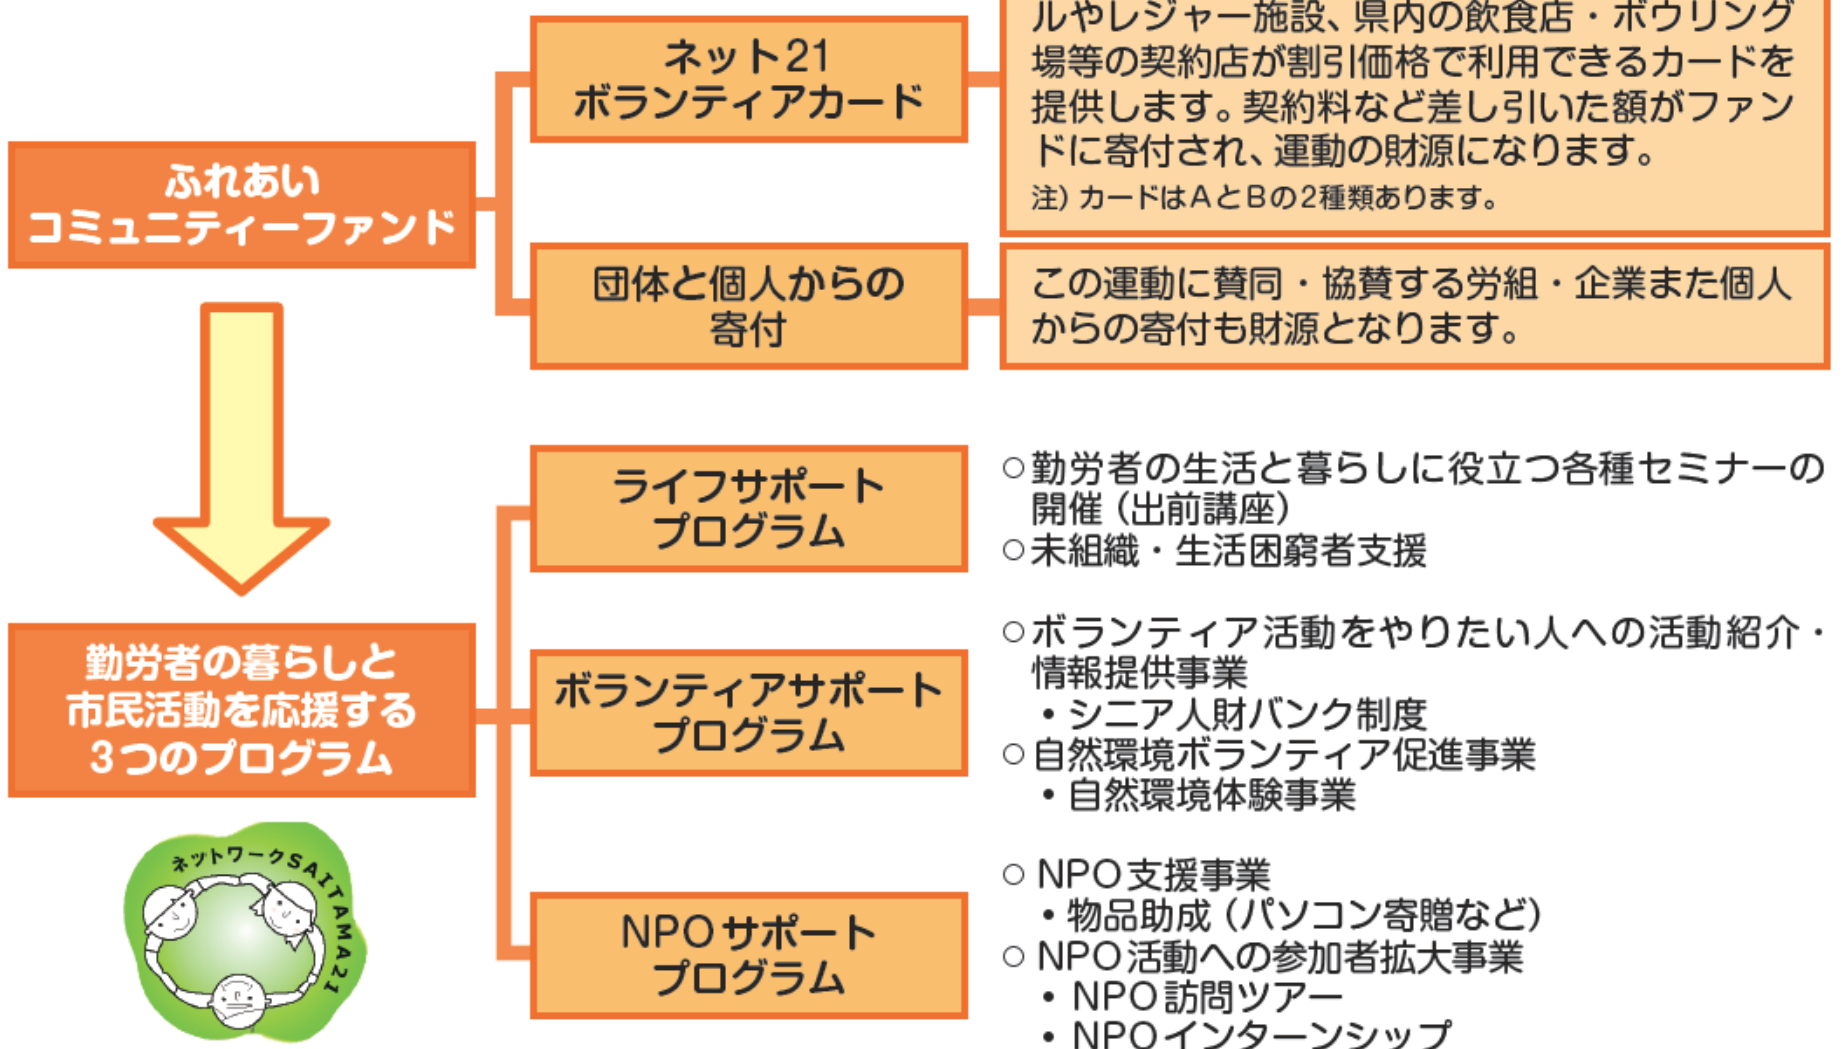 ルやレジャー施設、県内の飲食店・ボウリング
場等の契約店が割引価格で利用できるカードを
提供します。契約料など差し引いた額がファン
ドに寄付され、運動の財源になります。
注）カードはAとBの2種類あります。
ネット21
ボランティアカード
ふれあい
コミュニティーファンド
団体と個人からの
寄付
この運動に賛同・協賛する労組・企業また個人
からの寄付も財源となります。
勤労者の暮らしと
市民活動を応援する
3つのプログラム
ライフサポート
プログラム
○勤労者の生活と暮らしに役立つ各種セミナーの
開催（出前講座）
○未組織・生活困窮者支援
ボランティアサポート
プログラム
○ボランティア活動をやりたい人への活動紹介・
情報提供事業
・シニア人財バンク制度
○自然環境ボランティア促進事業
・自然環境体験事業
NPOサポート
プログラム
○ NPO支援事業
・物品助成（パソコン寄贈など）
○ NPO活動への参加者拡大事業
・NPO訪問ツアー
・NPOインターンシップ
ネットワークSAITAMA21